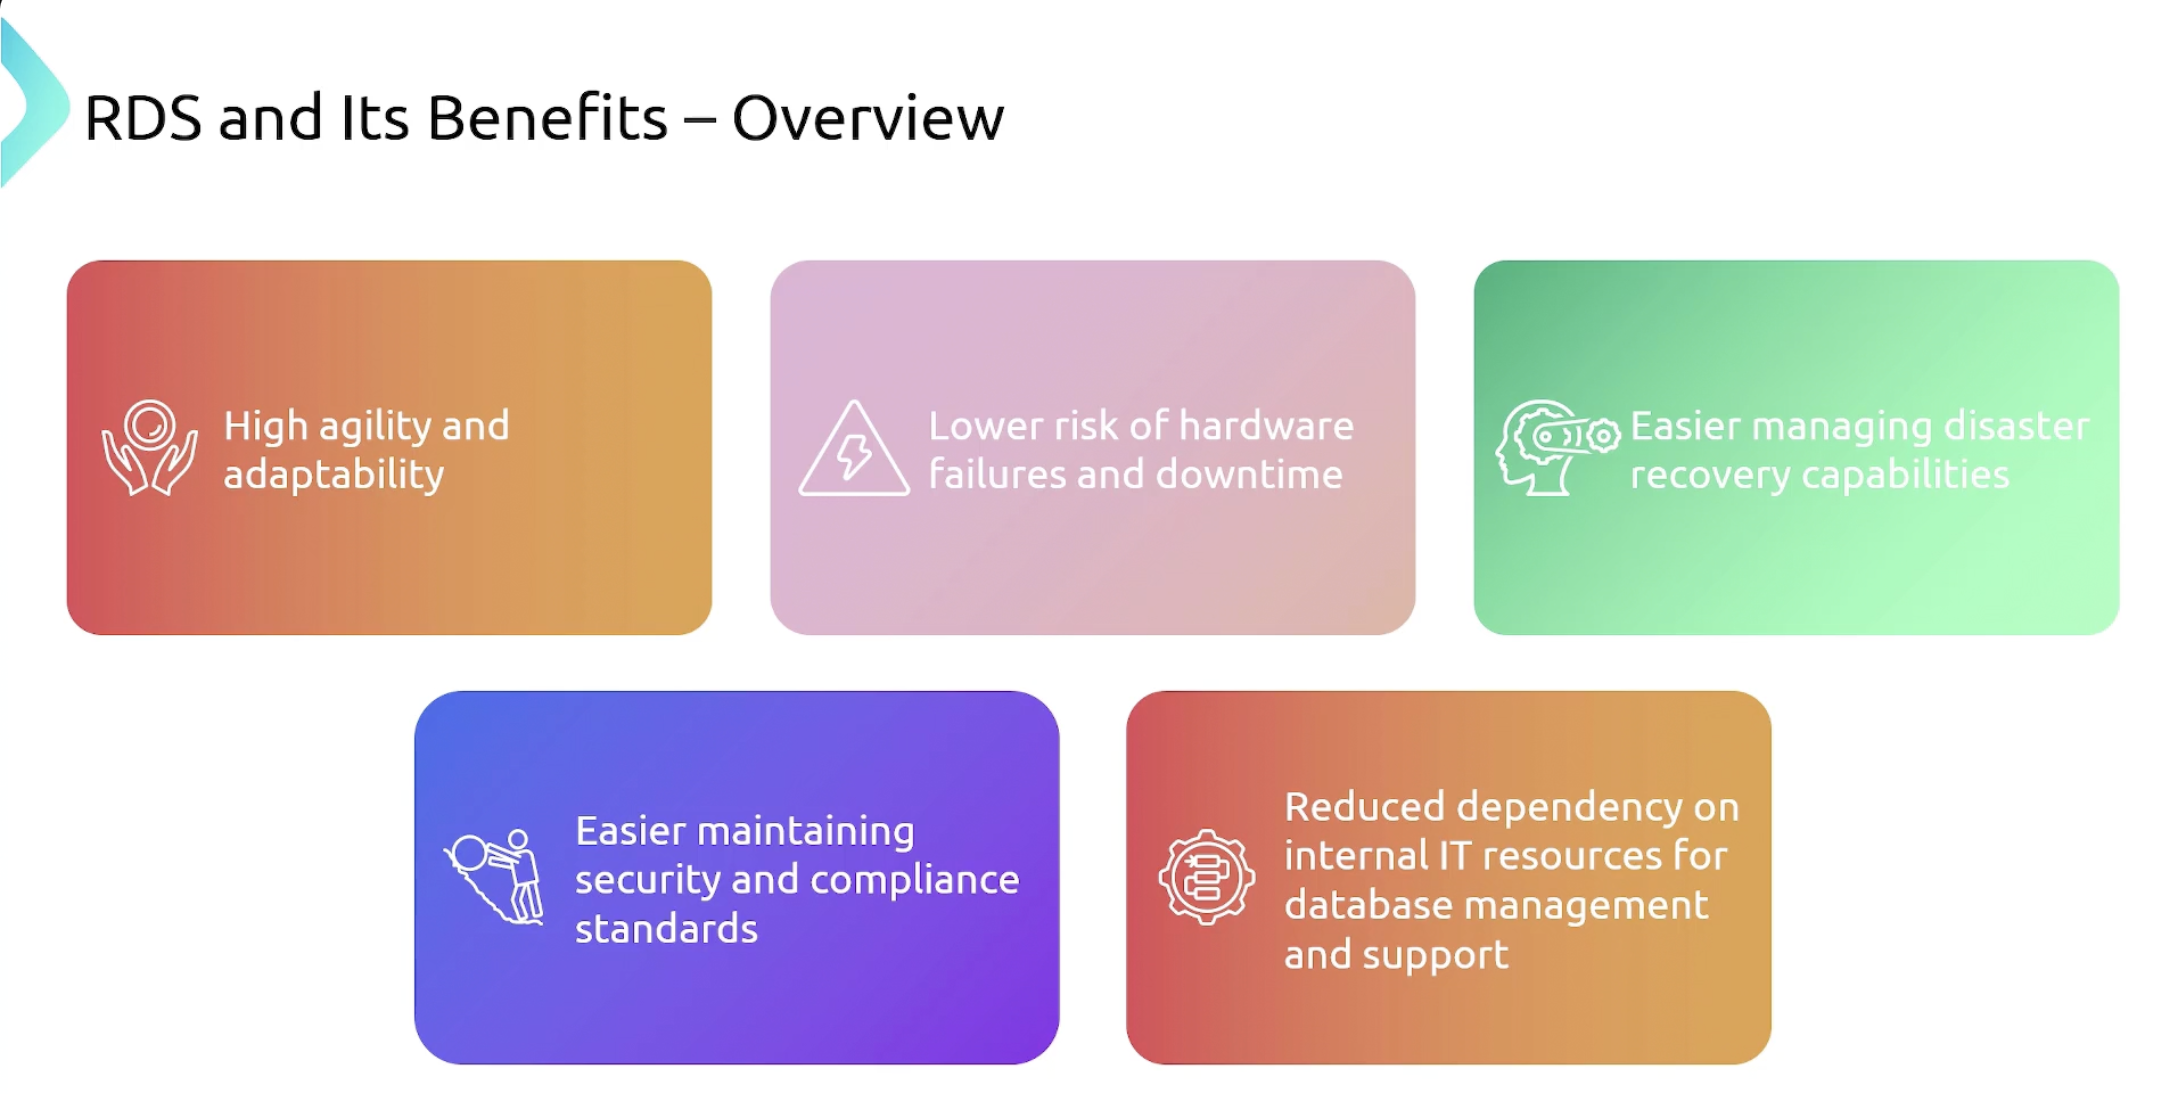 RDS and Its Benefits – Overview
High agility and
adaptability
Lower risk of hardware
failures and downtime
Easier managing disaster
recovery capabilities
Easier maintaining
security and compliance
standards
Reduced dependency on
internal IT resources for
database management
and support